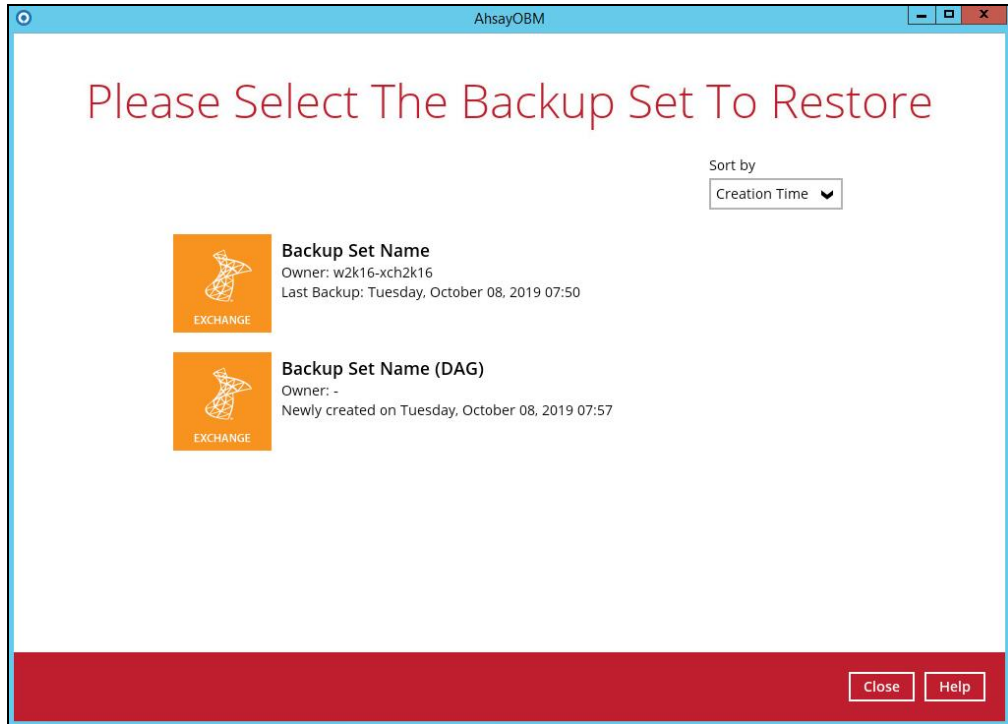 AhsayOBM
Please Select The Backup Set To Restore
Sort by
Creation Time
EXCHANGE
Backup Set Name
Owner: w2k16-xch2k16
Last Backup: Tuesday, October 08, 2019 07:50
EXCHANGE
Backup Set Name (DAG)
Owner: -
Newly created on Tuesday, October 08, 2019 07:57
Close
Help